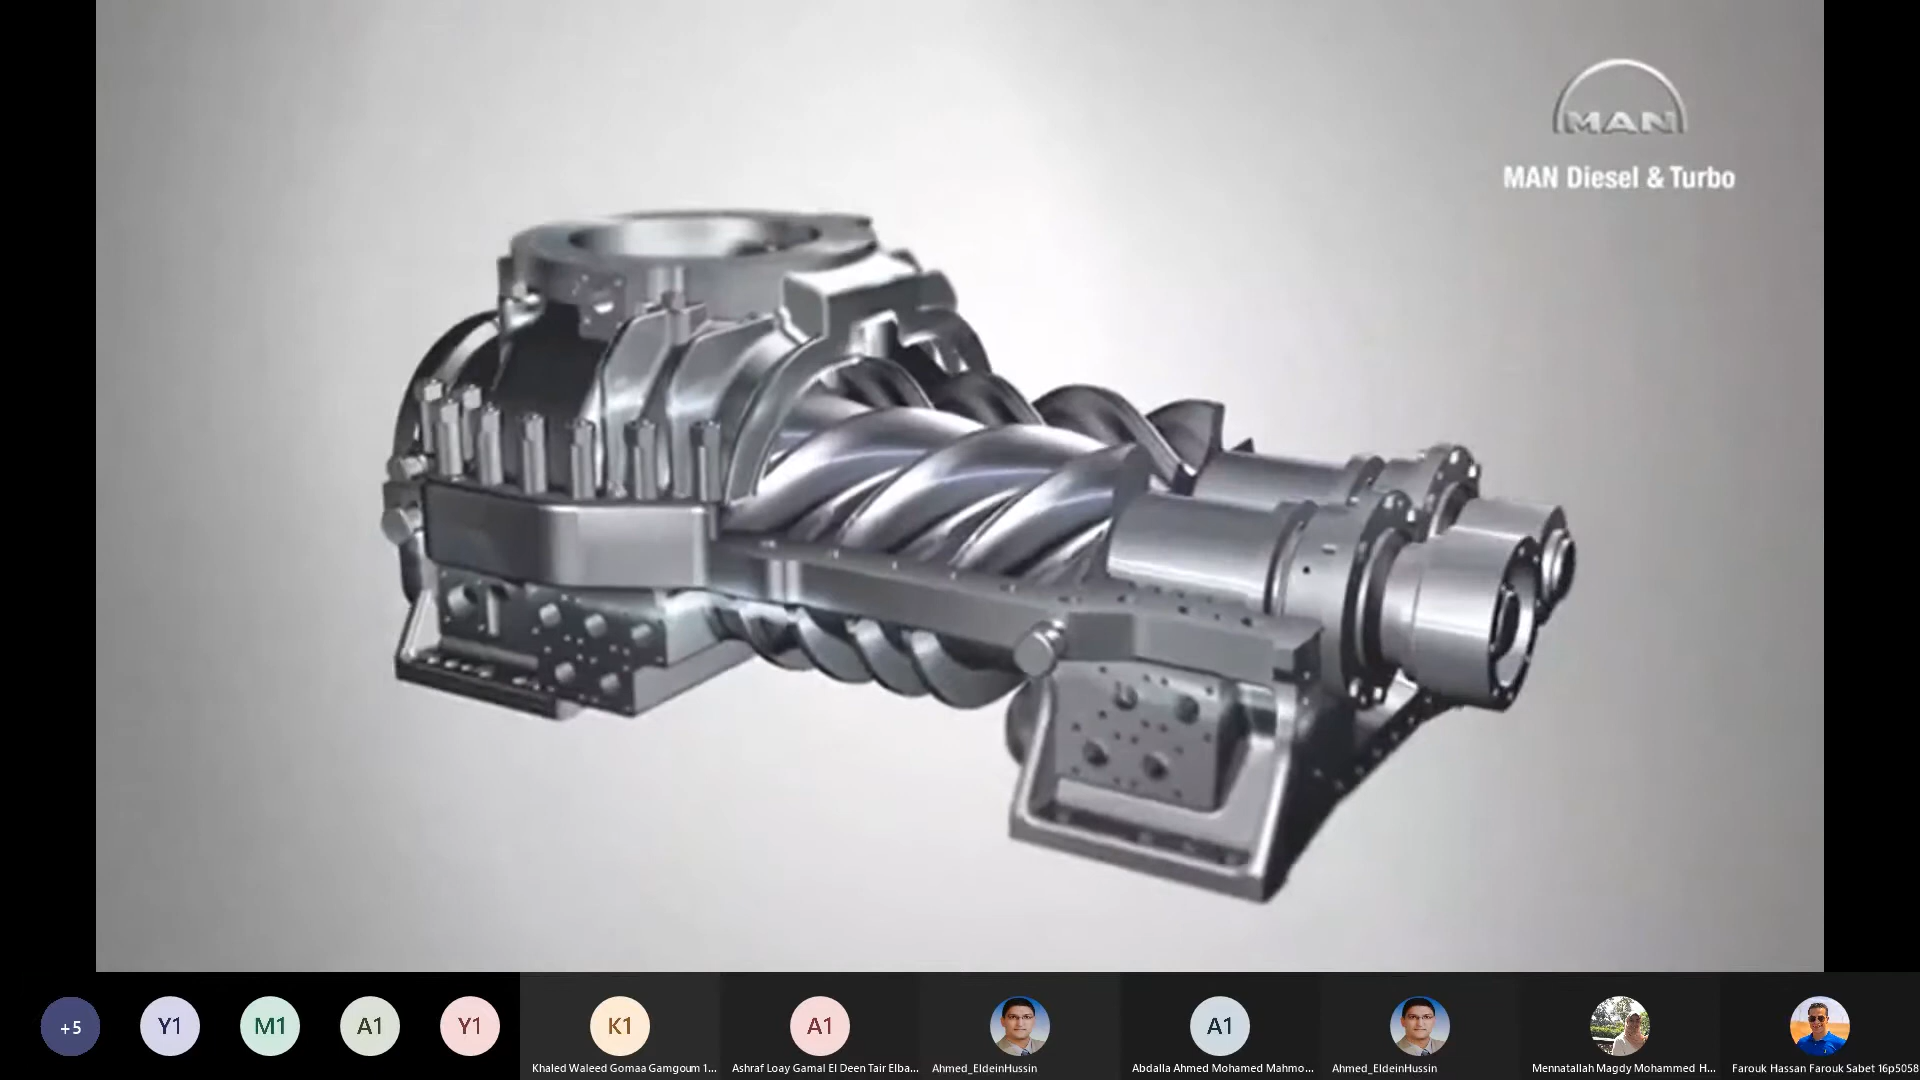 MAN
MAN Diesel & Turbo
+5
Y1
M1
A1
Y1
K1
Khaled Waleed Gomaa Gamgoum 1...
A1
Ashraf Loay Gamal El Deen Tair Elba...
Ahmed_EldeinHussin
A1
Abdalla Ahmed Mohamed Mahmo...
Ahmed_EldeinHussin
Mennatallah Magdy Mohammed H...
Farouk Hassan Farouk Sabet 16p5058